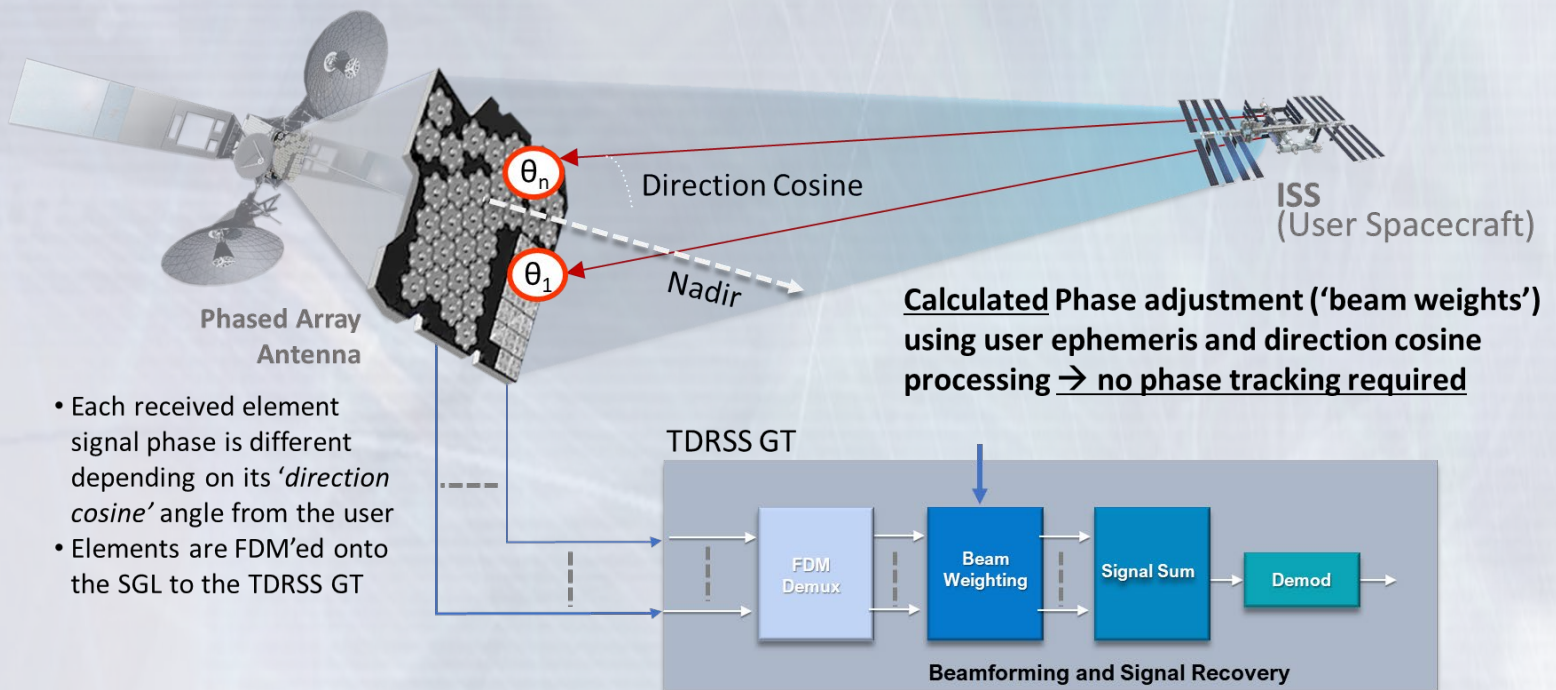 θn
Direction Cosine
ISS
(User Spacecraft)
θ1
Nadir
Phased Array
Antenna
Calculated Phase adjustment (‘beam weights’)
using user ephemeris and direction cosine
processing → no phase tracking required
• Each received element
signal phase is different
depending on its ‘direction
cosine’ angle from the user
• Elements are FDM’ed onto
the SGL to the TDRSS GT
TDRSS GT
FDM
Demux
Beam
Weighting
Signal Sum
Demod
Beamforming and Signal Recovery